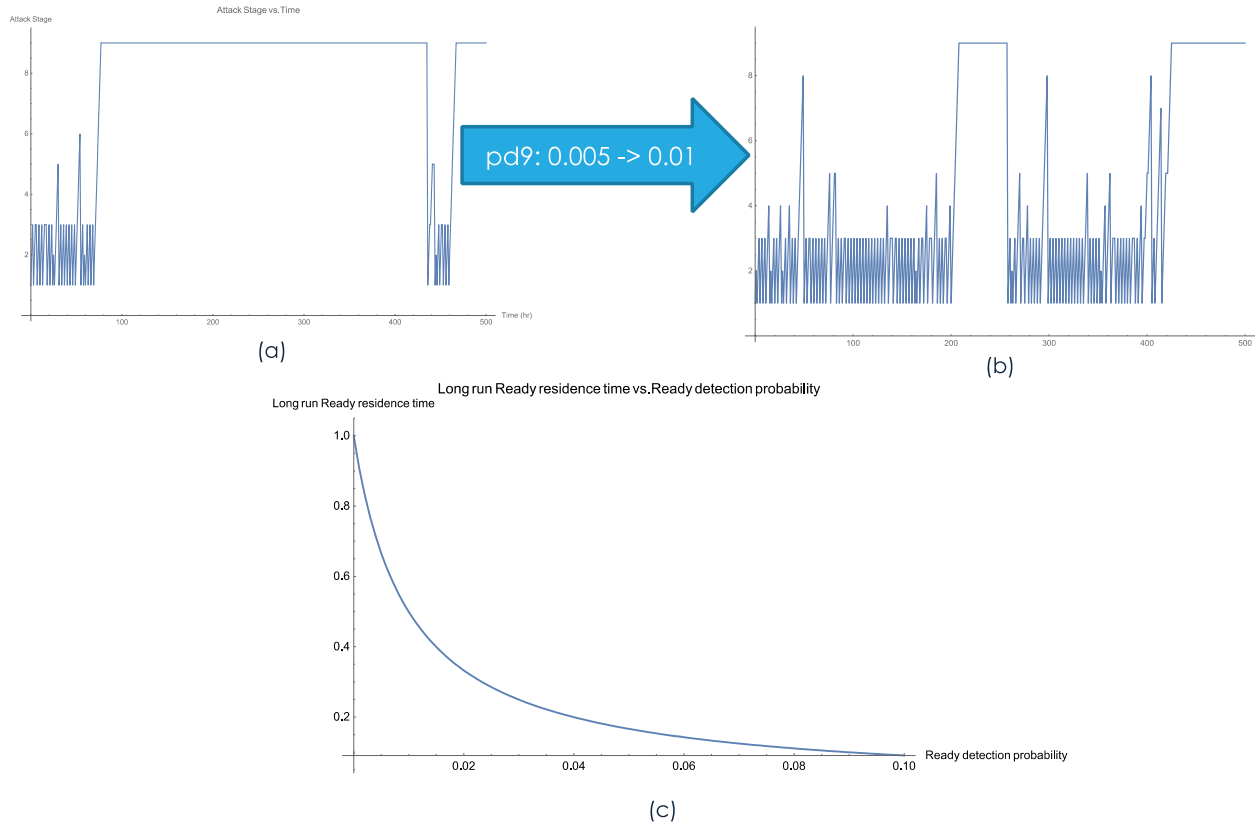 Attack Stage vs. Time
Attack Stage
8
6
4
2
100
200
300
400
500
Time (hr)
(a)
pd9: 0.005 -> 0.01
8
6
4
2
100
200
300
400
500
(b)
Long run Ready residence time vs.Ready detection probability
Long run Ready residence time
1.0
0.8
0.6
0.4
0.2
0.02
0.04
0.06
0.08
0.10
Ready detection probability
(c)